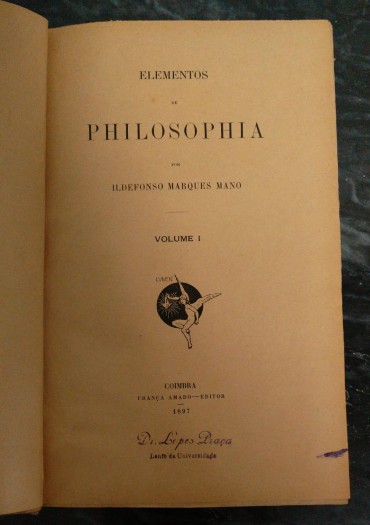 ELEMENTOS
DE
PHILOSOPHIA
POR
ILDEFONSO MARQUES MANO
VOLUME I
COIMBRA
FRANÇA AMADO—EDITOR
1897
Dr. Lopes Praça
Lente da Universidade